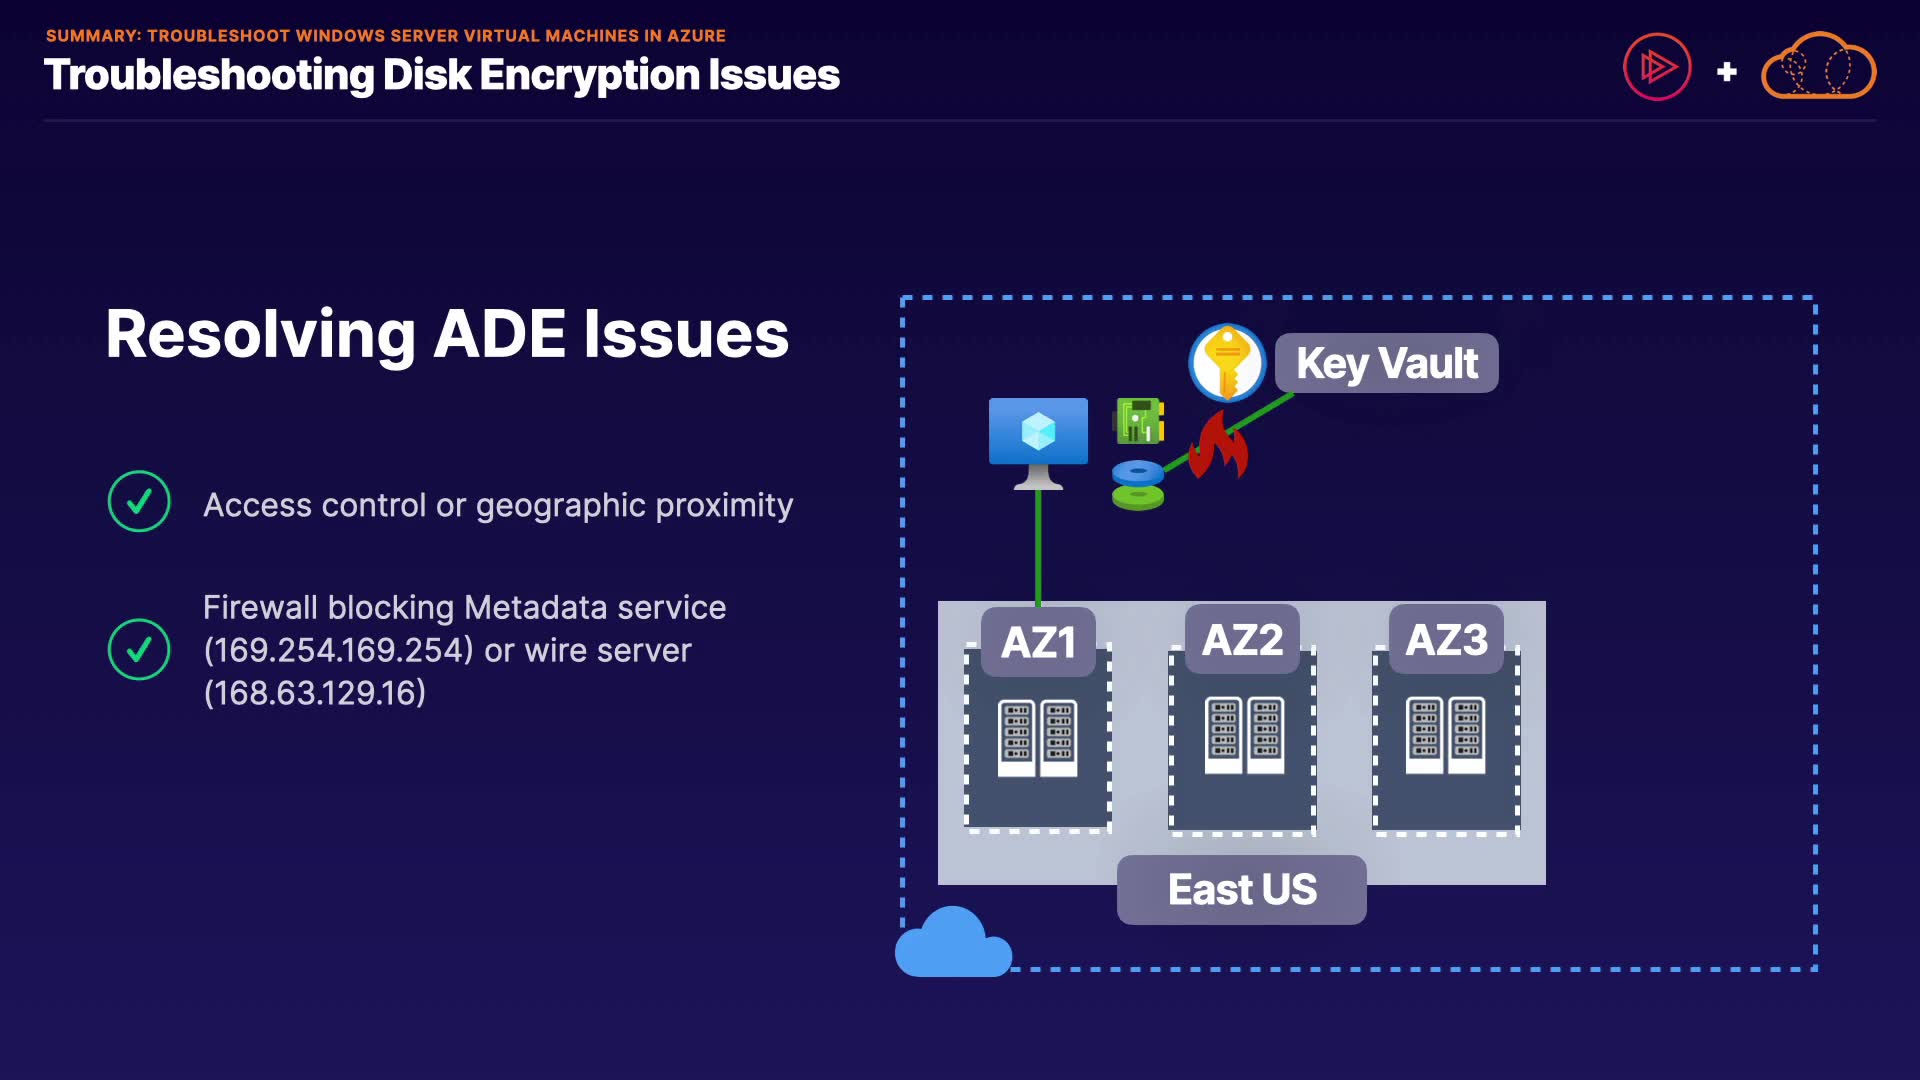 SUMMARY: TROUBLESHOOT WINDOWS SERVER VIRTUAL MACHINES IN AZURE
Troubleshooting Disk Encryption Issues
Resolving ADE Issues
Access control or geographic proximity
Firewall blocking Metadata service
(169.254.169.254) or wire server
(168.63.129.16)
Key Vault
AZ1
AZ2
AZ3
East US